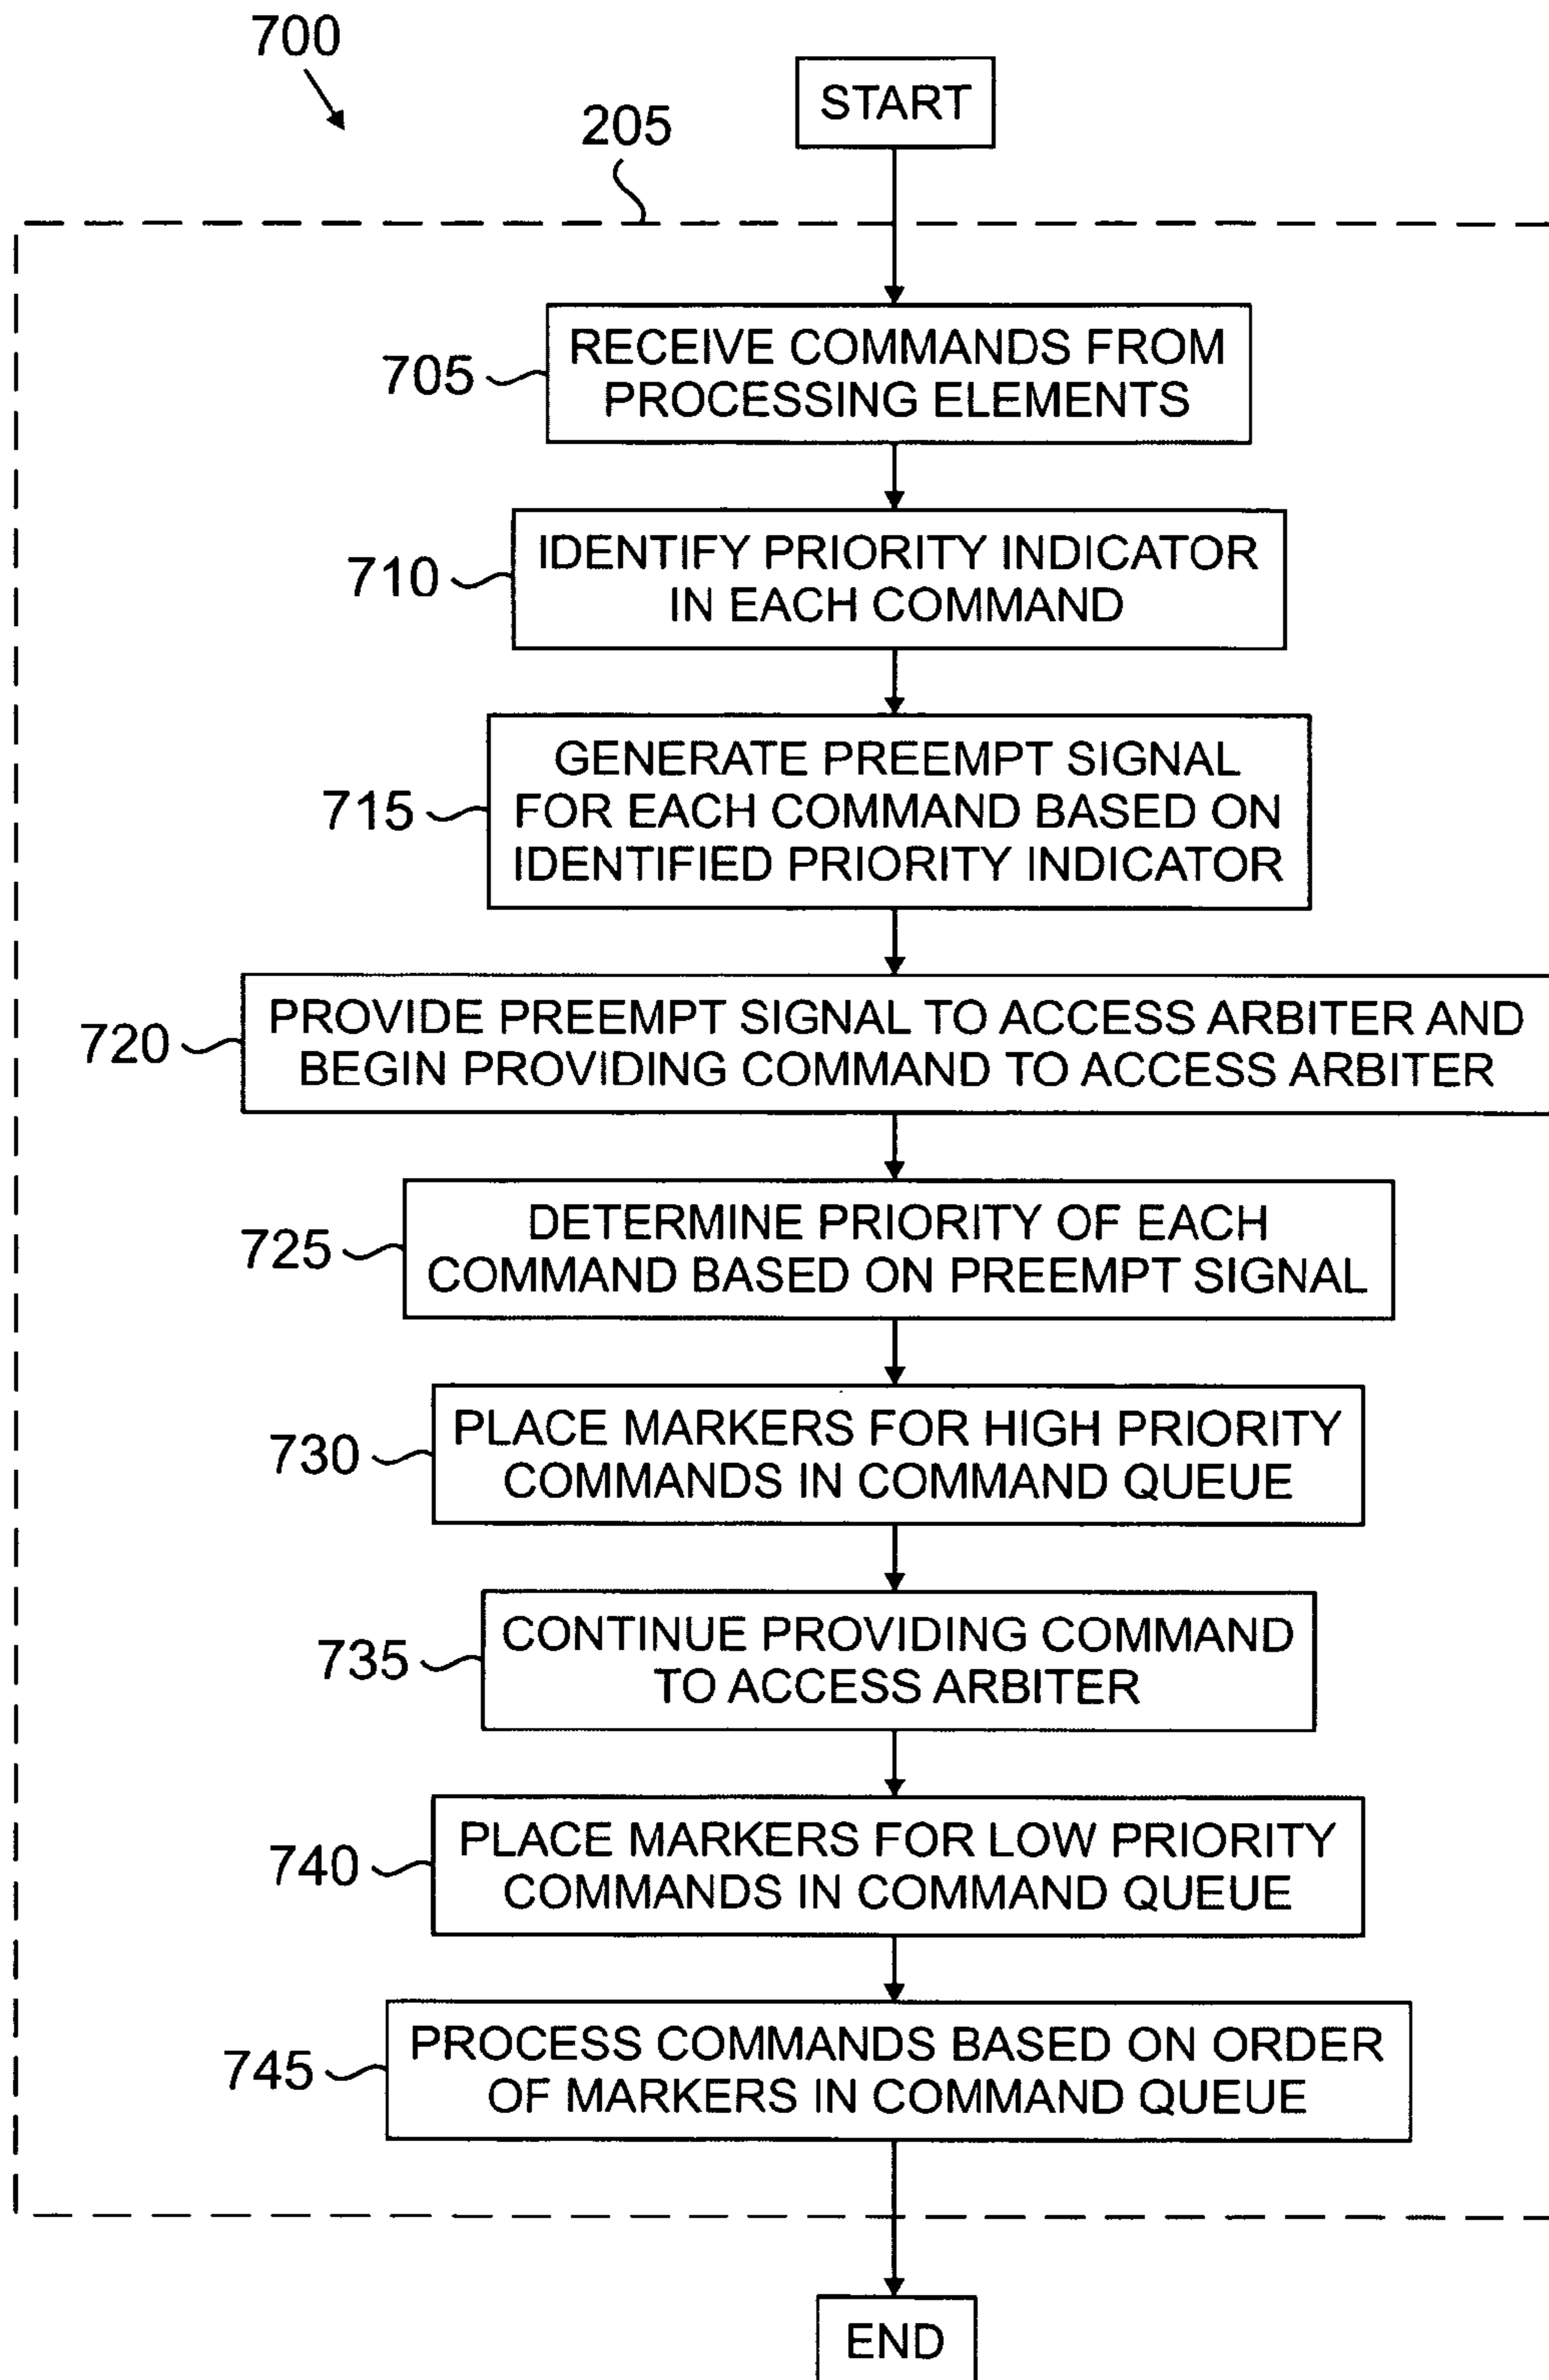 700
START
205
705
RECEIVE COMMANDS FROM
PROCESSING ELEMENTS
710
IDENTIFY PRIORITY INDICATOR
IN EACH COMMAND
715
GENERATE PREEMPT SIGNAL
FOR EACH COMMAND BASED ON
IDENTIFIED PRIORITY INDICATOR
720
PROVIDE PREEMPT SIGNAL TO ACCESS ARBITER AND
BEGIN PROVIDING COMMAND TO ACCESS ARBITER
725
DETERMINE PRIORITY OF EACH
COMMAND BASED ON PREEMPT SIGNAL
730
PLACE MARKERS FOR HIGH PRIORITY
COMMANDS IN COMMAND QUEUE
735
CONTINUE PROVIDING COMMAND
TO ACCESS ARBITER
740
PLACE MARKERS FOR LOW PRIORITY
COMMANDS IN COMMAND QUEUE
745
PROCESS COMMANDS BASED ON ORDER
OF MARKERS IN COMMAND QUEUE
END